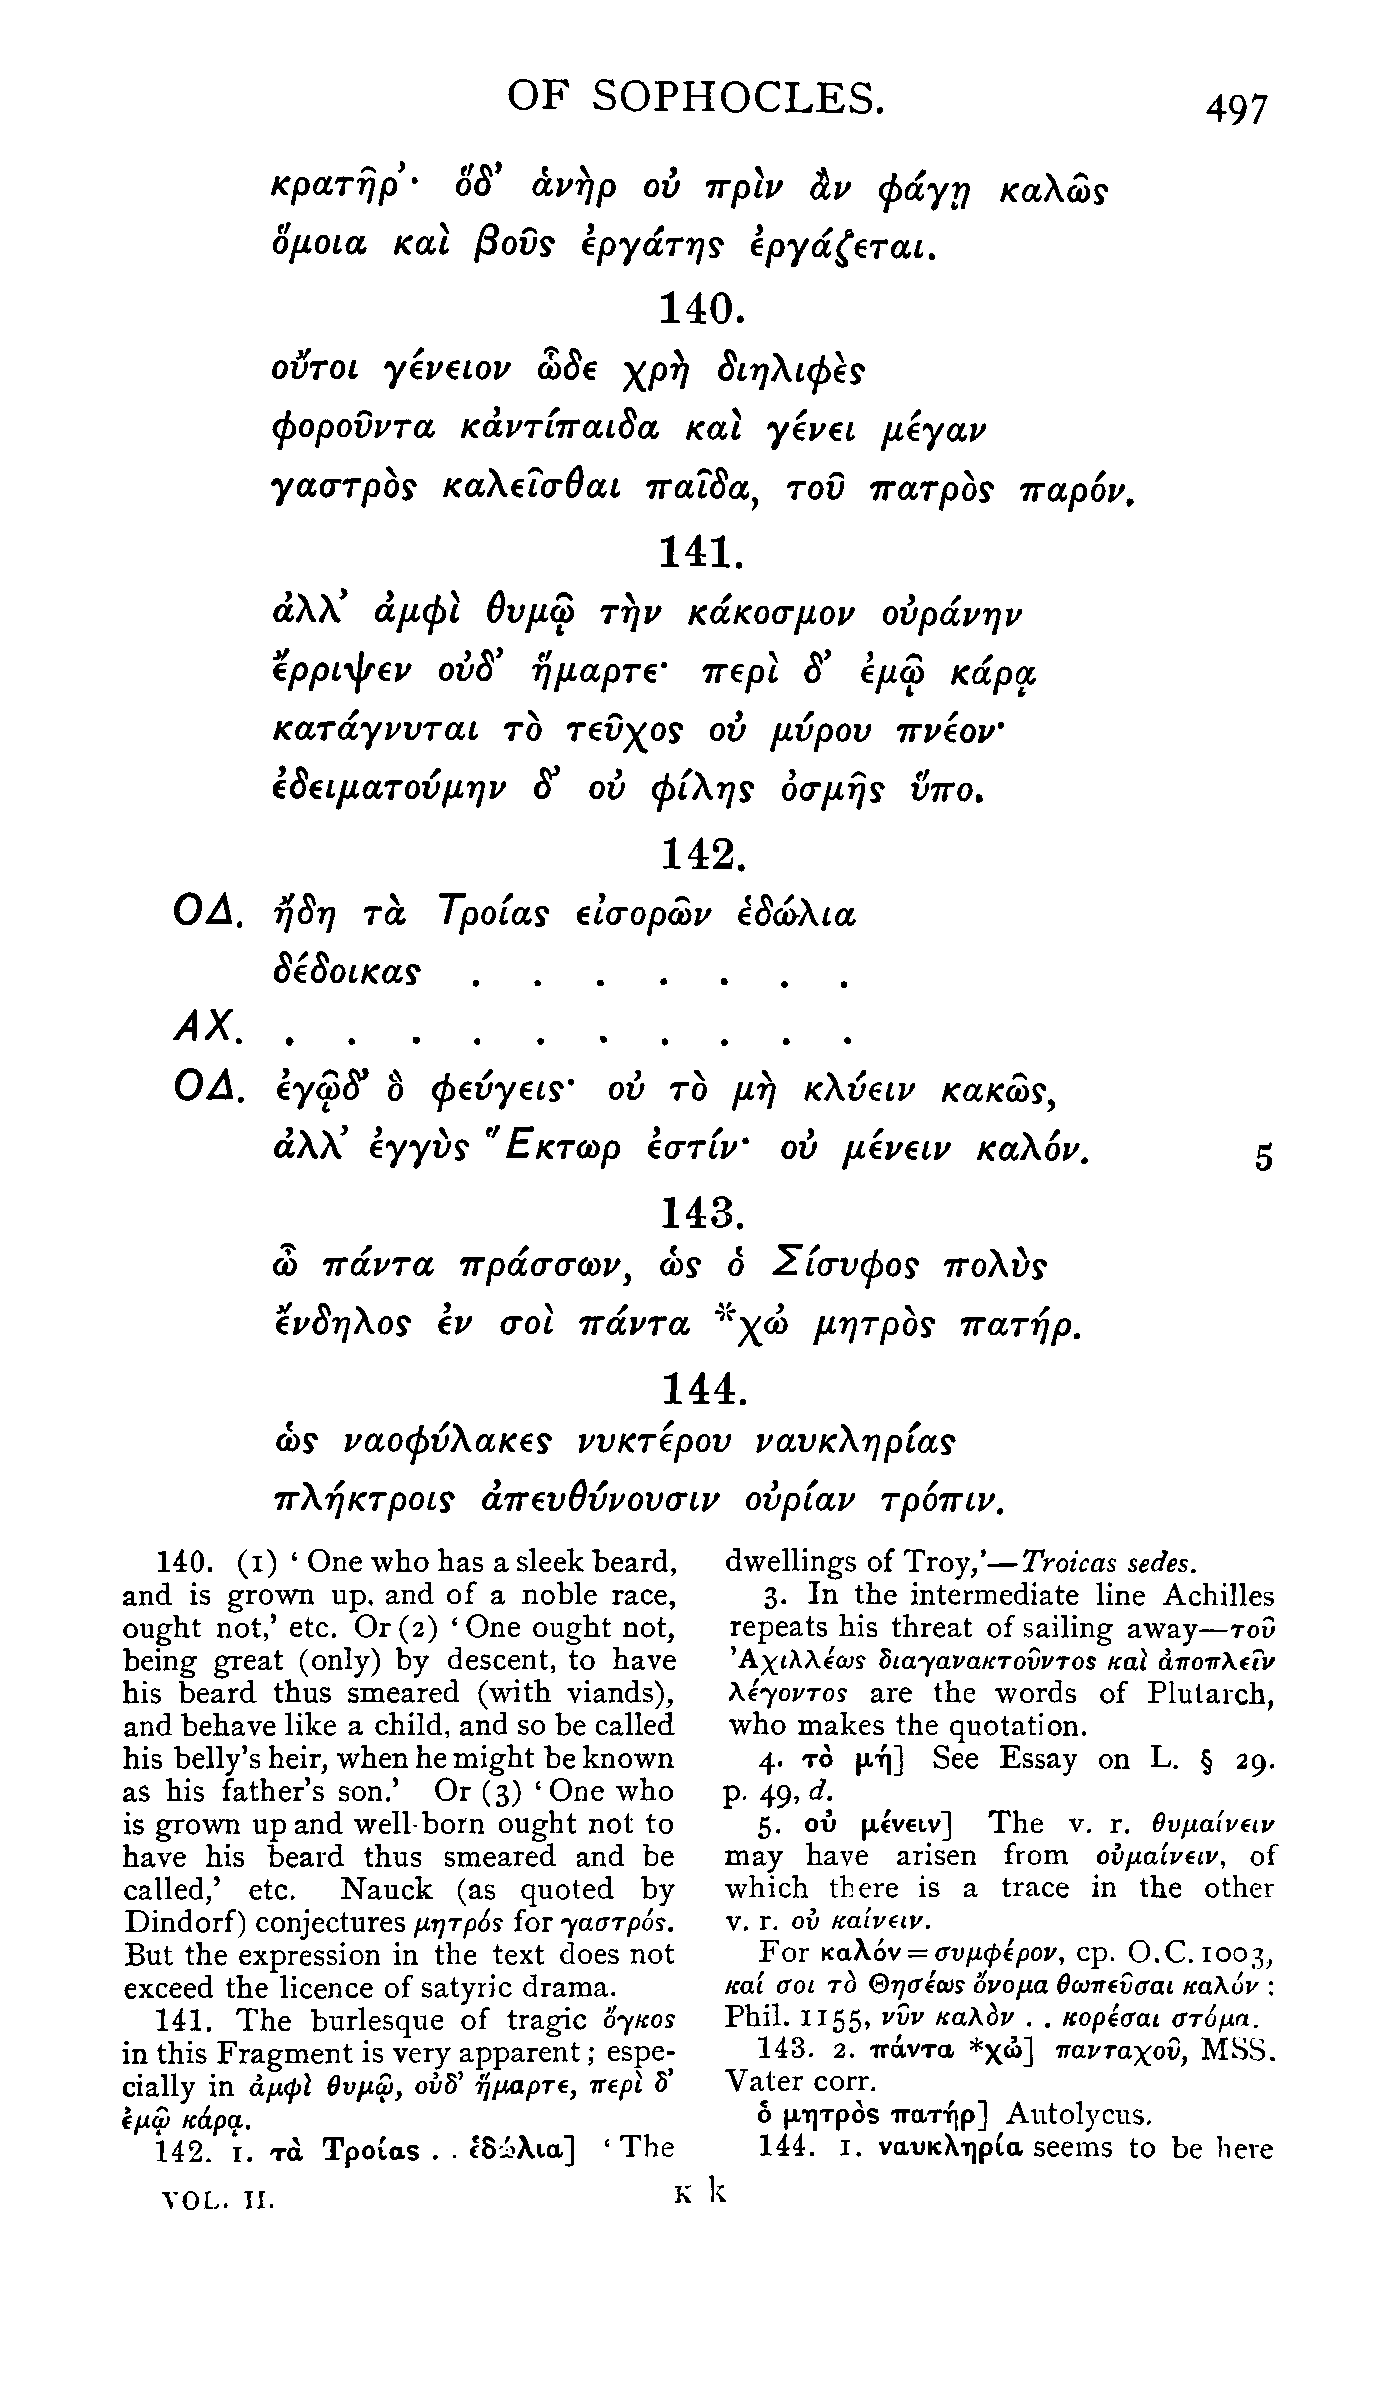 OF SOPHOCLES.
497
κρατῆρ’· ὅδ’ ἁνὴρ οὐ πρὶν ἂν φάγῃ καλῶς
ὅμοια καὶ βοῦς ἐργάτης ἐργάζεται.
140.
οὔτοι γένειον ὧδε χρὴ διηλιφὲς
φοροῦντα κἀντίπαιδα καὶ γένει μέγαν
γαστρὸς καλεῖσθαι παῖδα, τοῦ πατρὸς παρόν.
141.
ἀλλ’ ἀμφὶ θυμῷ τὴν κάκοσμον οὐράνην
ἔρριψεν οὐδ’ ἥμαρτε· περὶ δ’ ἐμῷ κάρᾳ
κατάγνυται τὸ τεῦχος οὐ μύρου πνέον·
ἐδειματούμην δ’ οὐ φίλης ὀσμῆς ὕπο.
142.
ΟΔ. ἤδη τὰ Τροίας εἰσορῶν ἑδώλια
δέδοικας . . . . . . .
ΑΧ. . . . . . . . . . .
ΟΔ. ἐγᾦδ’ ὃ φεύγεις· οὐ τὸ μὴ κλύειν κακῶς,
ἀλλ’ ἐγγὺς Ἕκτωρ ἐστίν· οὐ μένειν καλόν. 5
143.
ὦ πάντα πράσσων, ὡς ὁ Σίσυφος πολὺς
ἔνδηλος ἐν σοὶ πάντα *χὠ μητρὸς πατήρ.
144.
ὡς ναοφύλακες νυκτέρου ναυκληρίας
πλήκτροις ἀπευθύνουσιν οὐρίαν τρόπιν.
140. (1) ‘ One who has a sleek beard,
and is grown up, and of a noble race,
ought not,’ etc. Or (2) ‘ One ought not,
being great (only) by descent, to have
his beard thus smeared (with viands),
and behave like a child, and so be called
his belly’s heir, when he might be known
as his father’s son.’ Or (3) ‘ One who
is grown up and well-born ought not to
have his beard thus smeared and be
called,’ etc. Nauck (as quoted by
Dindorf) conjectures μητρός for γαστρός.
But the expression in the text does not
exceed the licence of satyric drama.
141. The burlesque of tragic ὄγκος
in this Fragment is very apparent ; espe-
cially in ἀμφὶ θυμῷ, οὐδ’ ἥμαρτε, περὶ δ’
ἐμῷ κάρᾳ.
142. 1. τὰ Τροίας . . ἑδώλια] ‘ The
dwellings of Troy,’—Troicas sedes.
3. In the intermediate line Achilles
repeats his threat of sailing away—τοῦ
Ἀχιλλέως διαγανακτοῦντος καὶ ἀποπλεῖν
λέγοντος are the words of Plutarch,
who makes the quotation.
4. τὸ μή] See Essay on L. § 29.
p. 49, d.
5. οὐ μένειν] The v. r. θυμαίνειν
may have arisen from οὐμαίνειν, of
which there is a trace in the other
v. r. οὐ καίνειν.
For καλόν = συμφέρον, cp. O.C. 1003,
καί σοι τὸ Θησέως ὄνομα θωπεῦσαι καλόν :
Phil. 1155, νῦν καλὸν . . κορέσαι στόμα.
143. 2. πάντα *χὠ] πανταχοῦ, MSS.
Vater corr.
ὁ μητρὸς πατήρ] Autolycus.
144. 1. ναυκληρία seems to be here
VOL. II.
K k